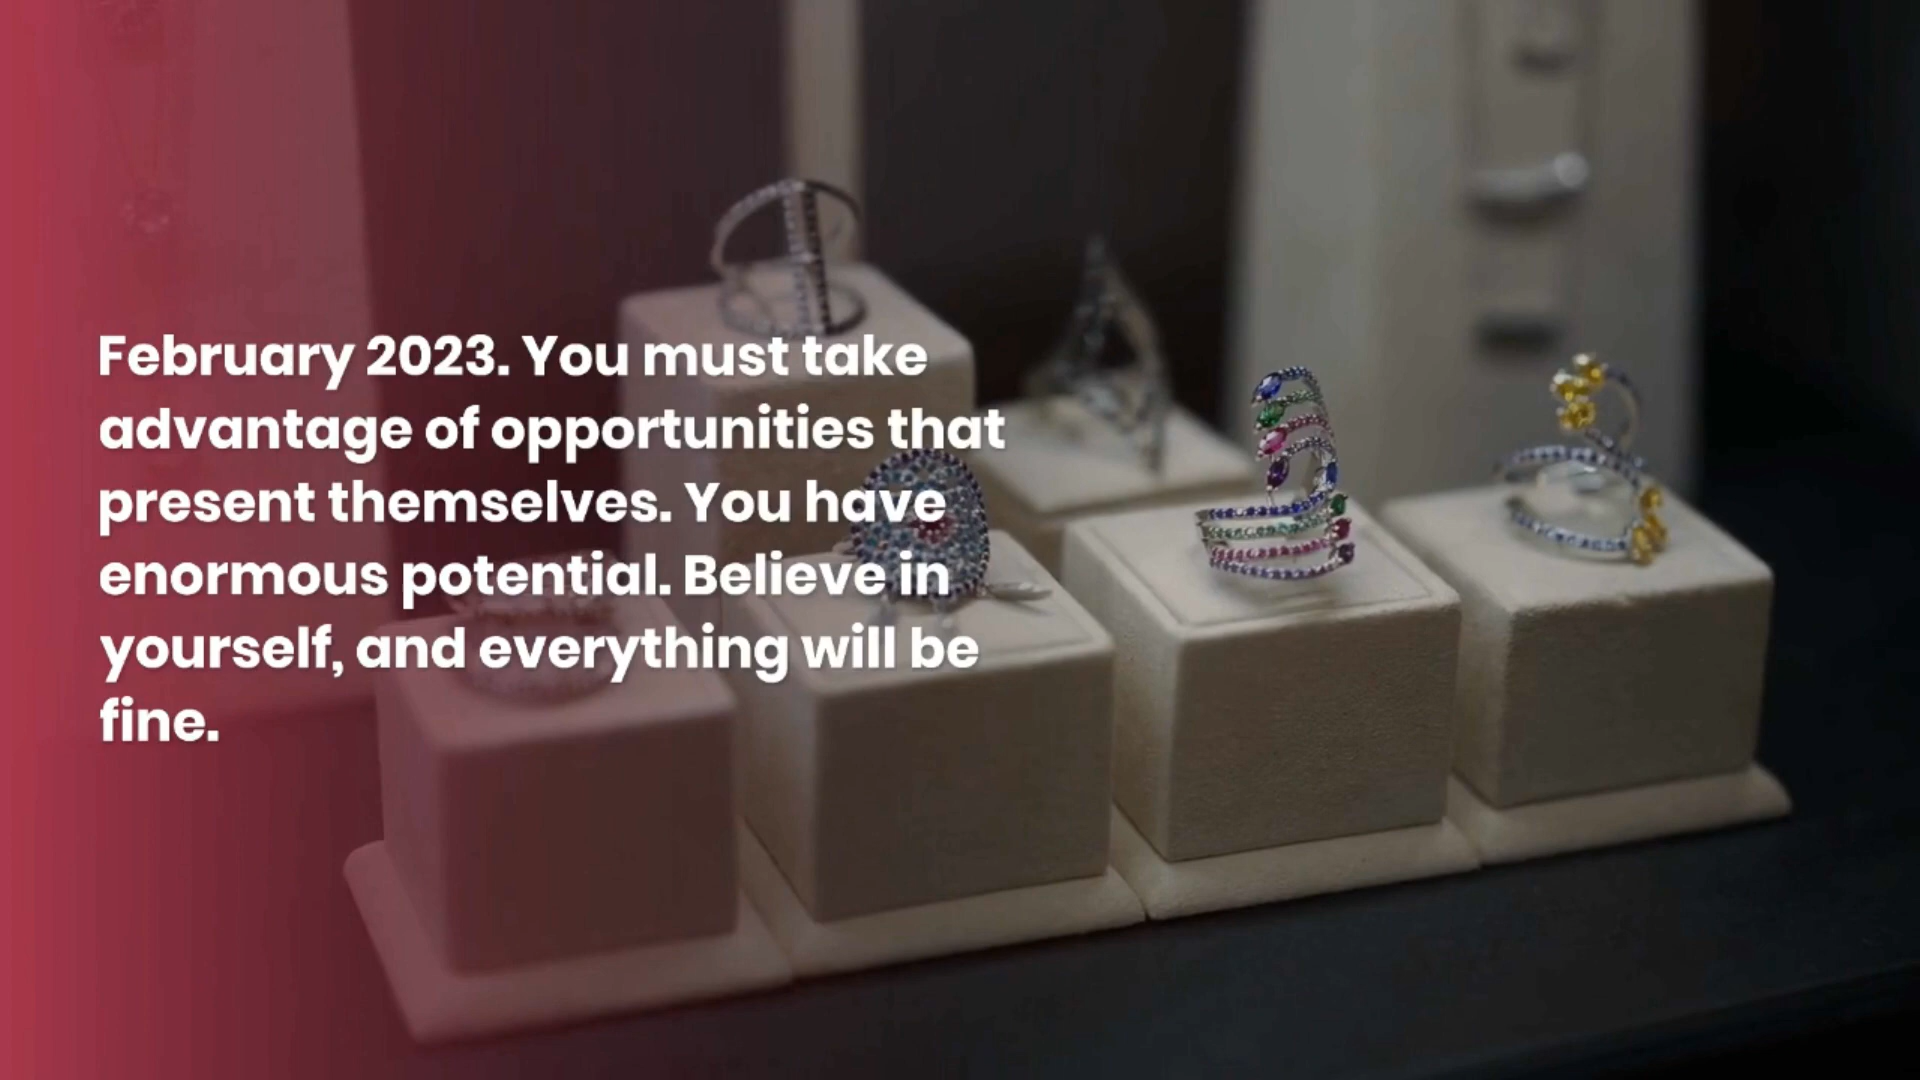 February 2023. You must take
advantage of opportunities that
present themselves. You have
enormous potential. Believe in
yourself, and everything will be
fine.